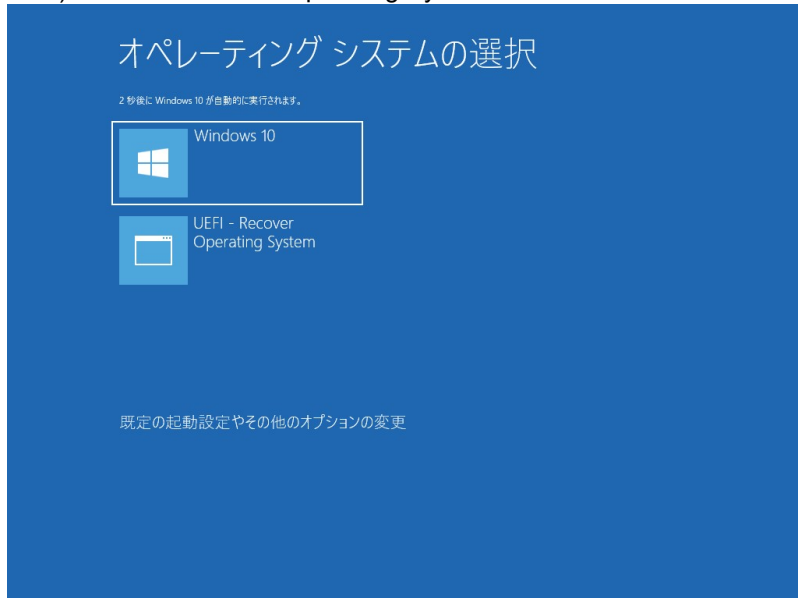 オペレーティング システムの選択
2 秒後に Windows 10 が自動的に実行されます。
Windows 10
UEFI - Recover
Operating System
既定の起動設定やその他のオプションの変更